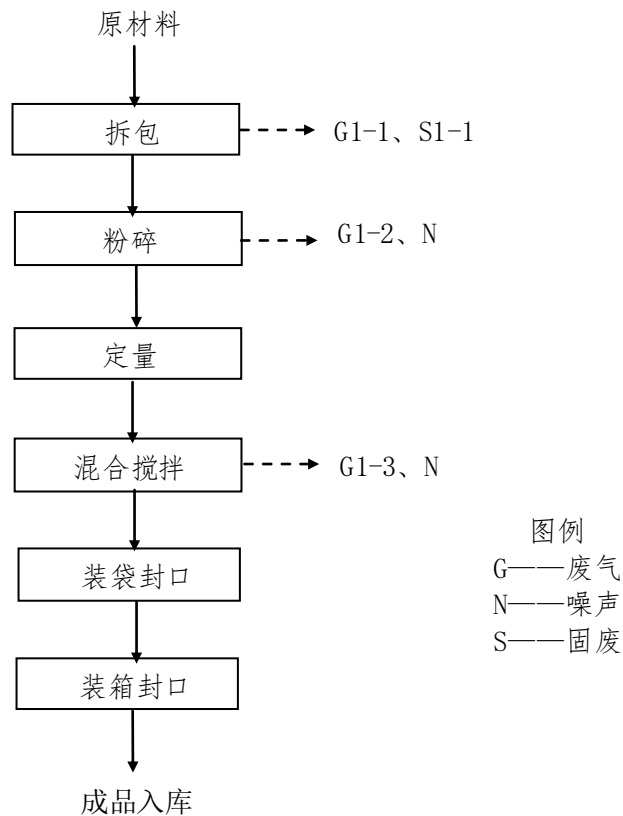 原材料
拆包
G1-1、S1-1
粉碎
G1-2、N
定量
混合搅拌
G1-3、N
装袋封口
装箱封口
成品入库
图例
G——废气
N——噪声
S——固废